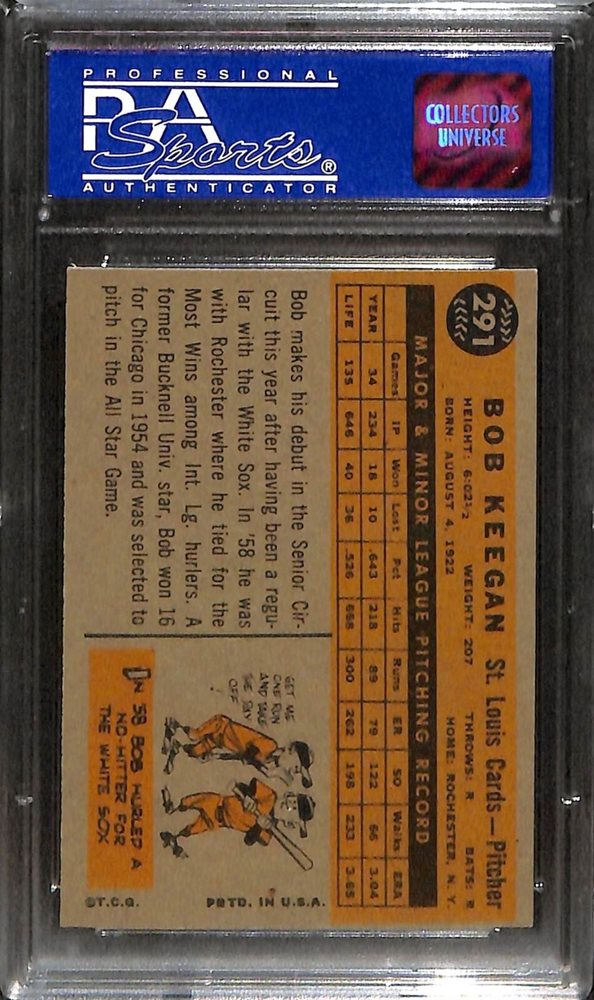 PROFESSIONAL
PSA
Sports®
AUTHENTICATOR
COLLECTORS
UNIVERSE
291
BOB KEEGAN St. Louis Cards—Pitcher
HEIGHT: 6:02½ WEIGHT: 207 THROWS: R BATS: R
BORN: AUGUST 4, 1922 HOME: ROCHESTER, N. Y.
MAJOR & MINOR LEAGUE PITCHING RECORD
Games IP Won Lost Pct Hits Runs ER SO Walks ERA
YEAR 34 234 18 10 .643 218 89 79 122 66 3.04
LIFE 135 646 40 36 .526 668 300 262 198 233 3.65
Bob makes his debut in the Senior Cir-
cuit this year after having been a regu-
lar with the White Sox. In '58 he was
with Rochester where he tied for the
Most Wins among Int. Lg. hurlers. A
former Bucknell Univ. star, Bob won 16
for Chicago in 1954 and was selected to
pitch in the All Star Game.
GET ME
ONE RUN
AND TAKE
THE DAY
OFF!
IN '58 BOB HURLED A
NO-HITTER FOR
THE WHITE SOX
©T.C.G. PRTD. IN U.S.A.